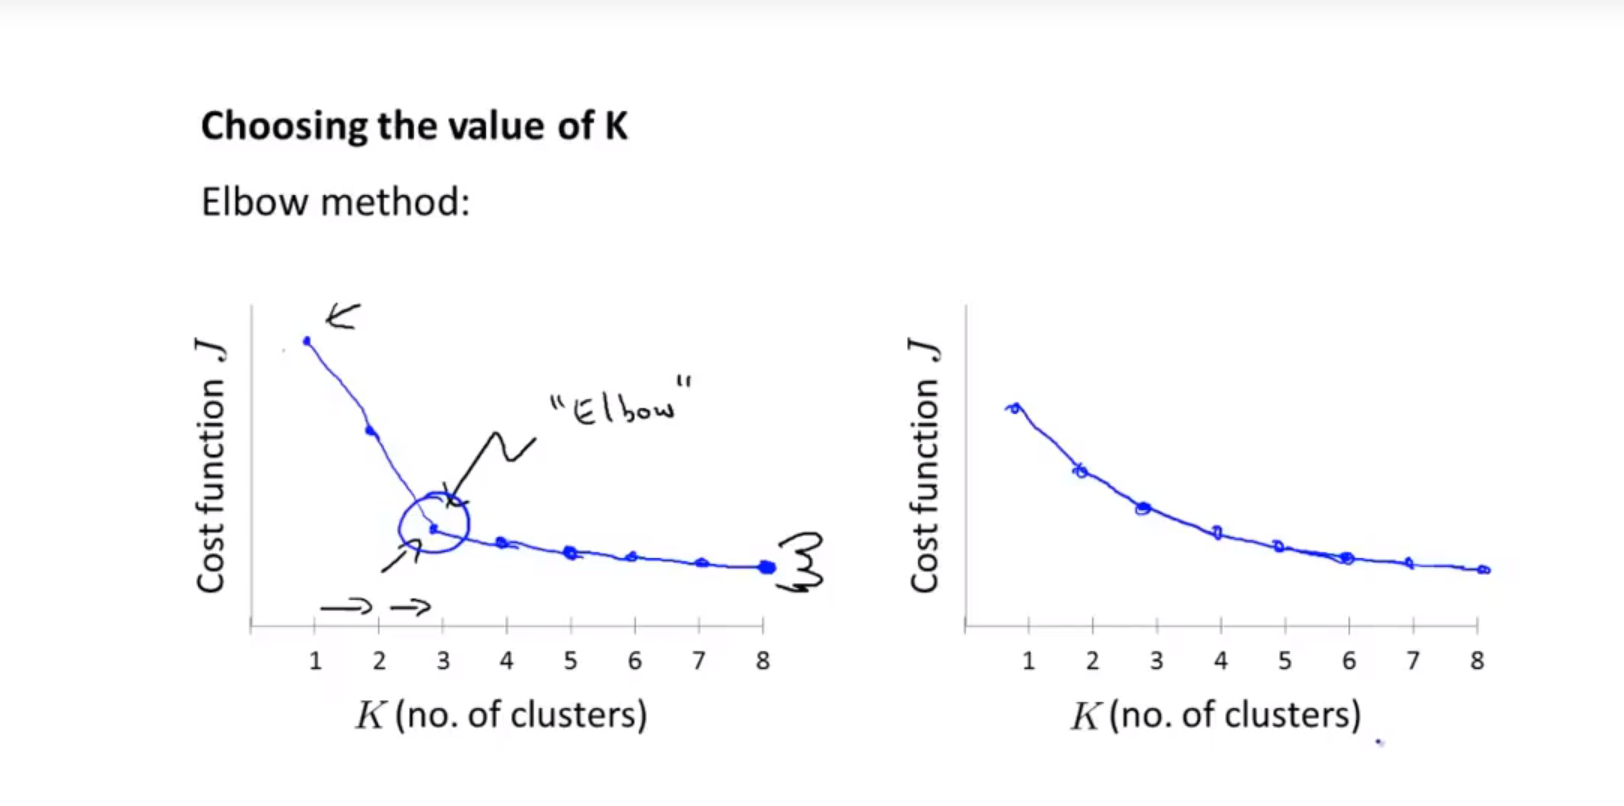 Choosing the value of K
Elbow method:
Cost function J
"Elbow"
1 2 3 4 5 6 7 8
K (no. of clusters)
Cost function J
1 2 3 4 5 6 7 8
K (no. of clusters)